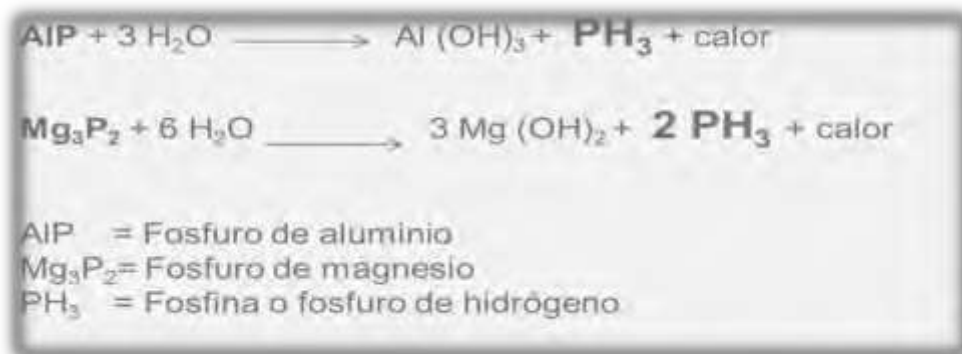 AlP + 3 H₂O ⟶ Al (OH)₃ + PH₃ + calor
Mg₃P₂ + 6 H₂O ⟶ 3 Mg (OH)₂ + 2 PH₃ + calor
AlP = Fosfuro de aluminio
Mg₃P₂= Fosfuro de magnesio
PH₃ = Fosfina o fosfuro de hidrógeno